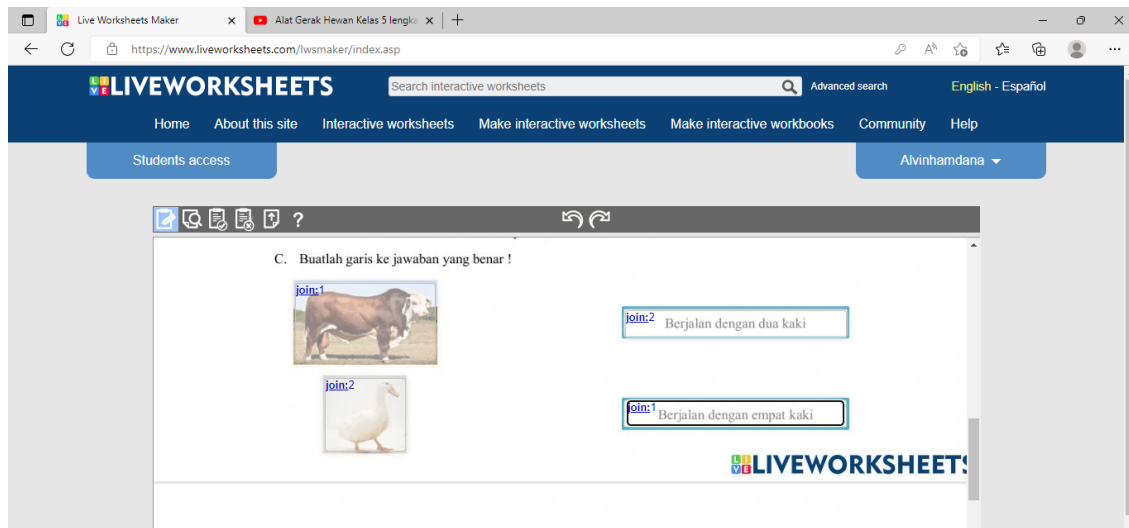 Live Worksheets Maker
Alat Gerak Hewan Kelas 5 lengka
https://www.liveworksheets.com/lwsmaker/index.asp
LIVEWORKSHEETS
Search interactive worksheets
Advanced search
English - Español
Home About this site Interactive worksheets Make interactive worksheets Make interactive workbooks Community Help
Students access
Alvinhamdana
?
C. Buatlah garis ke jawaban yang benar !
join:1
join:2 Berjalan dengan dua kaki
join:2
join:1 Berjalan dengan empat kaki
LIVEWORKSHEETS